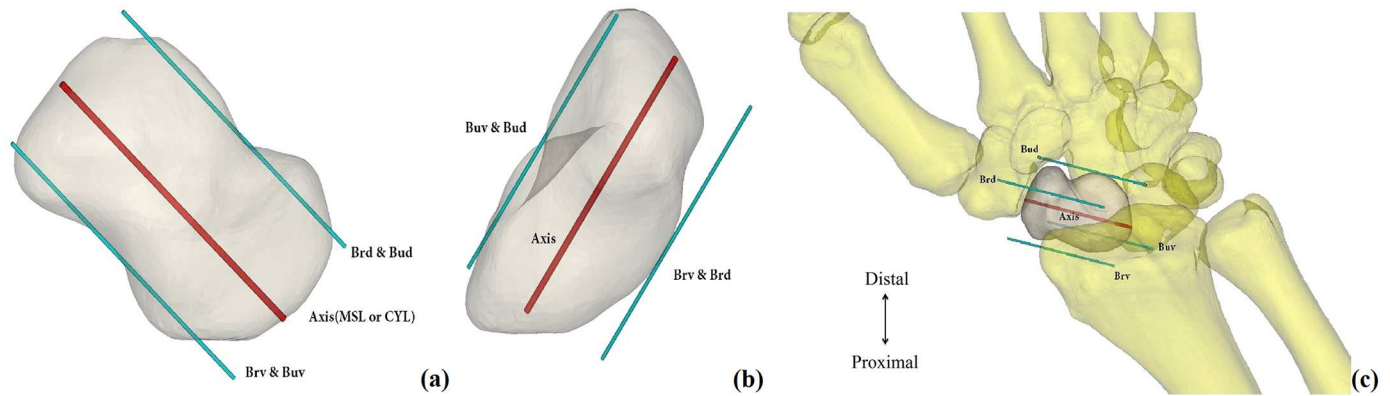 Brd & Bud
Axis(MSL or CYL)
Brv & Buv
(a)
Buv & Bud
Axis
Brv & Brd
(b)
Bud
Brd
Axis
Buv
Brv
Distal
Proximal
(c)